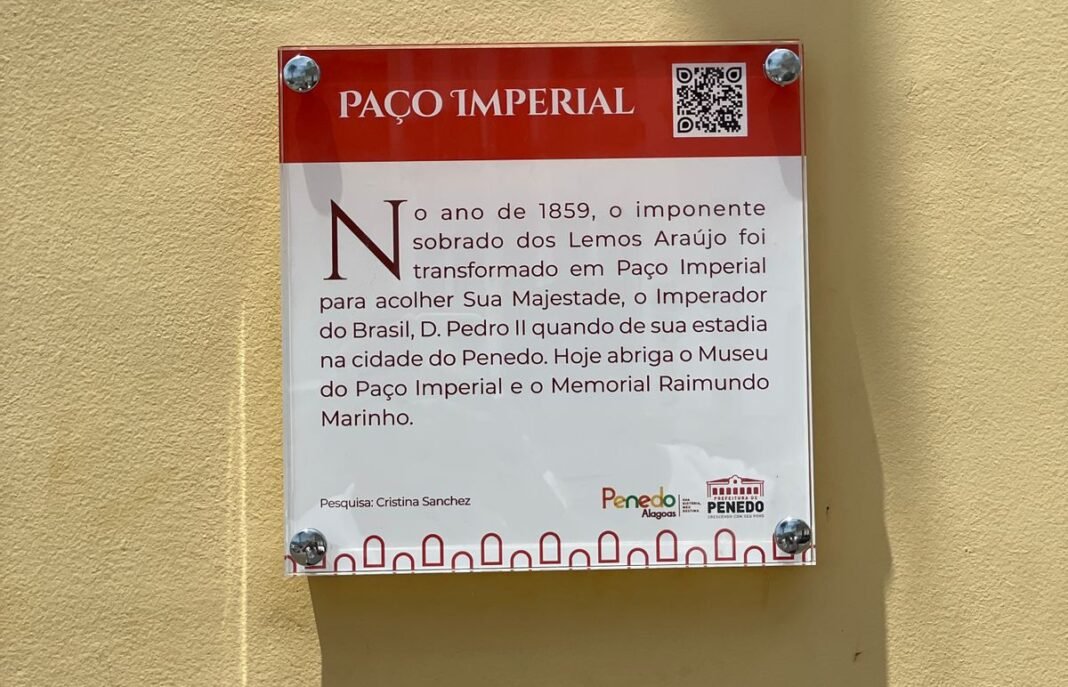 PAÇO IMPERIAL
No ano de 1859, o imponente
sobrado dos Lemos Araújo foi
transformado em Paço Imperial
para acolher Sua Majestade, o Imperador
do Brasil, D. Pedro II quando de sua estadia
na cidade do Penedo. Hoje abriga o Museu
do Paço Imperial e o Memorial Raimundo
Marinho.
Pesquisa: Cristina Sanchez
Penedo
Alagoas
PREFEITURA DE
PENEDO